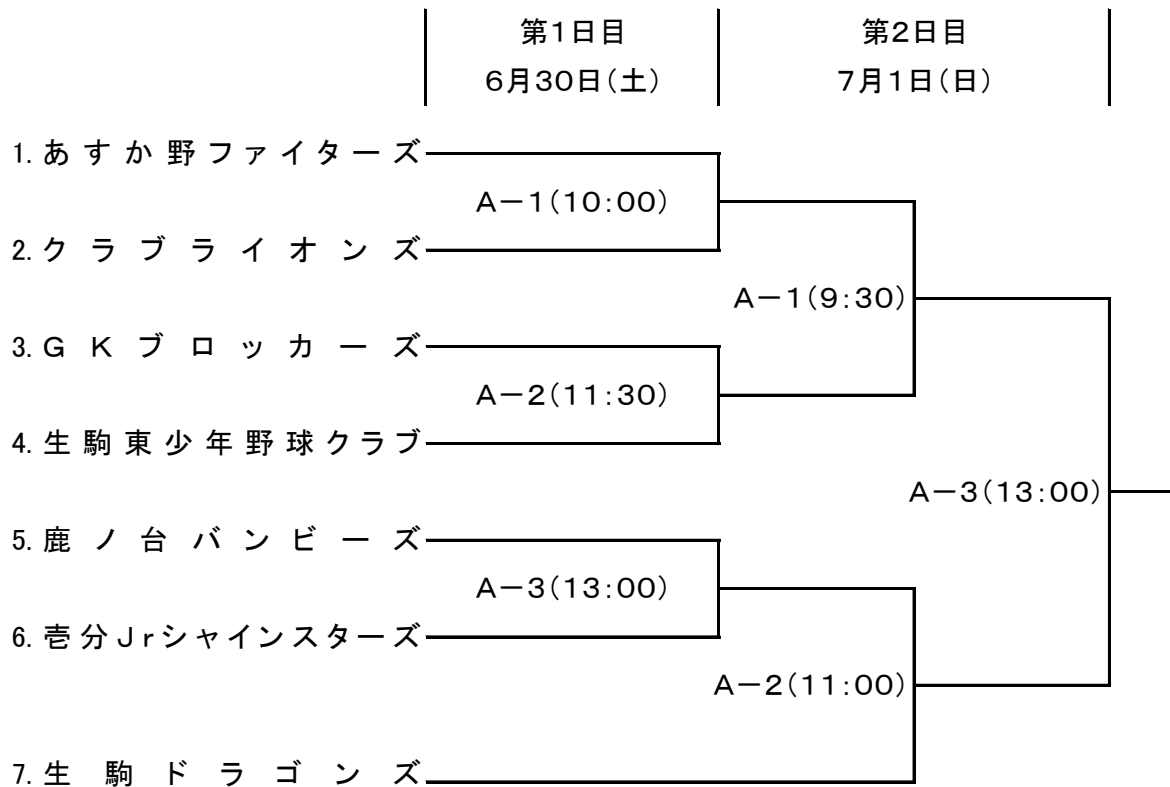 第1日目
6月30日(土)
第2日目
7月1日(日)
1. あすか野ファイターズ
A－1(10:00)
2. クラブライオンズ
A－1(9:30)
3. GKブロッカーズ
A－2(11:30)
4. 生駒東少年野球クラブ
A－3(13:00)
5. 鹿ノ台バンビーズ
A－3(13:00)
6. 壱分Jrシャインスターズ
A－2(11:00)
7. 生駒ドラゴンズ